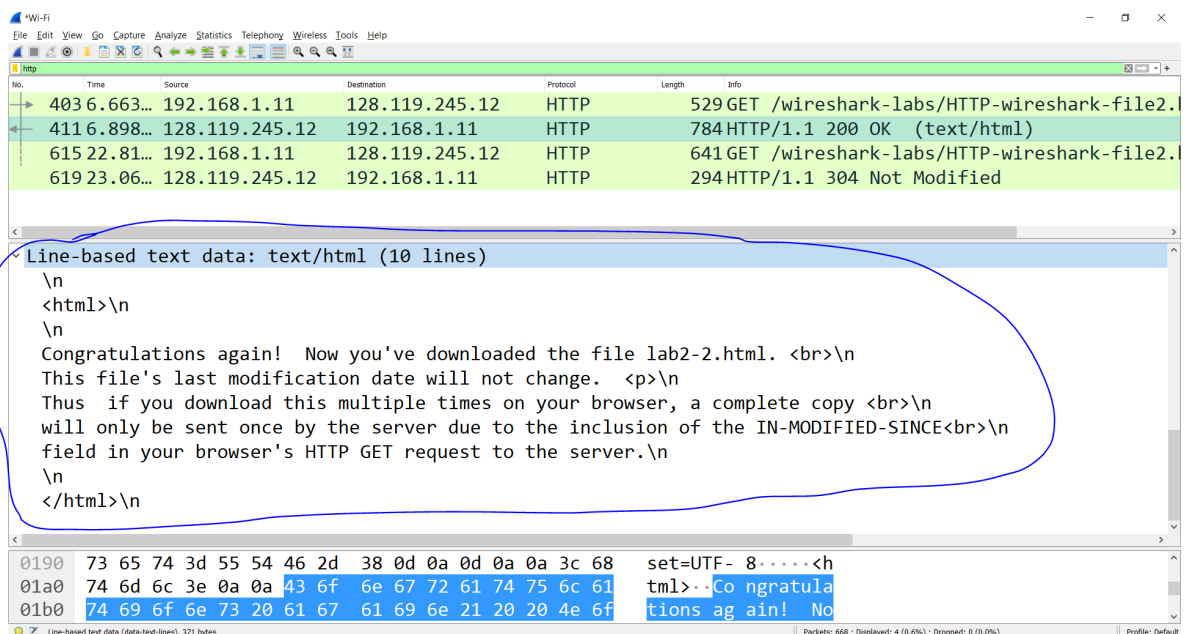 *Wi-Fi
File Edit View Go Capture Analyze Statistics Telephony Wireless Tools Help
http
No. Time Source Destination Protocol Length Info
403 6.663… 192.168.1.11 128.119.245.12 HTTP 529 GET /wireshark-labs/HTTP-wireshark-file2.
411 6.898… 128.119.245.12 192.168.1.11 HTTP 784 HTTP/1.1 200 OK (text/html)
615 22.81… 192.168.1.11 128.119.245.12 HTTP 641 GET /wireshark-labs/HTTP-wireshark-file2.
619 23.06… 128.119.245.12 192.168.1.11 HTTP 294 HTTP/1.1 304 Not Modified
Line-based text data: text/html (10 lines)
\n
<html>\n
\n
Congratulations again!  Now you've downloaded the file lab2-2.html. <br>\n
This file's last modification date will not change.  <p>\n
Thus  if you download this multiple times on your browser, a complete copy <br>\n
will only be sent once by the server due to the inclusion of the IN-MODIFIED-SINCE<br>\n
field in your browser's HTTP GET request to the server.\n
\n
</html>\n
0190 73 65 74 3d 55 54 46 2d 38 0d 0a 0d 0a 0a 3c 68 set=UTF- 8·····<h
01a0 74 6d 6c 3e 0a 0a 43 6f 6e 67 72 61 74 75 6c 61 tml>··Co ngratula
01b0 74 69 6f 6e 73 20 61 67 61 69 6e 21 20 20 4e 6f tions ag ain!  No
Line-based text data (data-text-lines), 371 bytes Packets: 668 · Displayed: 4 (0.6%) · Dropped: 0 (0.0%) Profile: Default